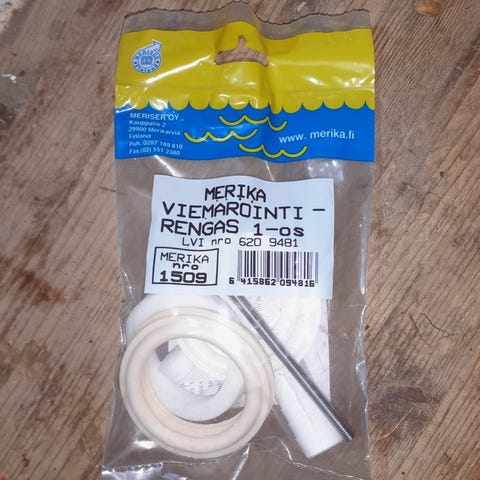 MERISER OY
Kauppatie 2
29900 Merikarvia
Finland
Puh. 0207 189 810
Fax (02) 551 2380
www.merika.fi
MERIKA
VIEMARÖINTI-
RENGAS 1-os
LVI nro 620 9481
MERIKA
nro
1509
6 415862 094816